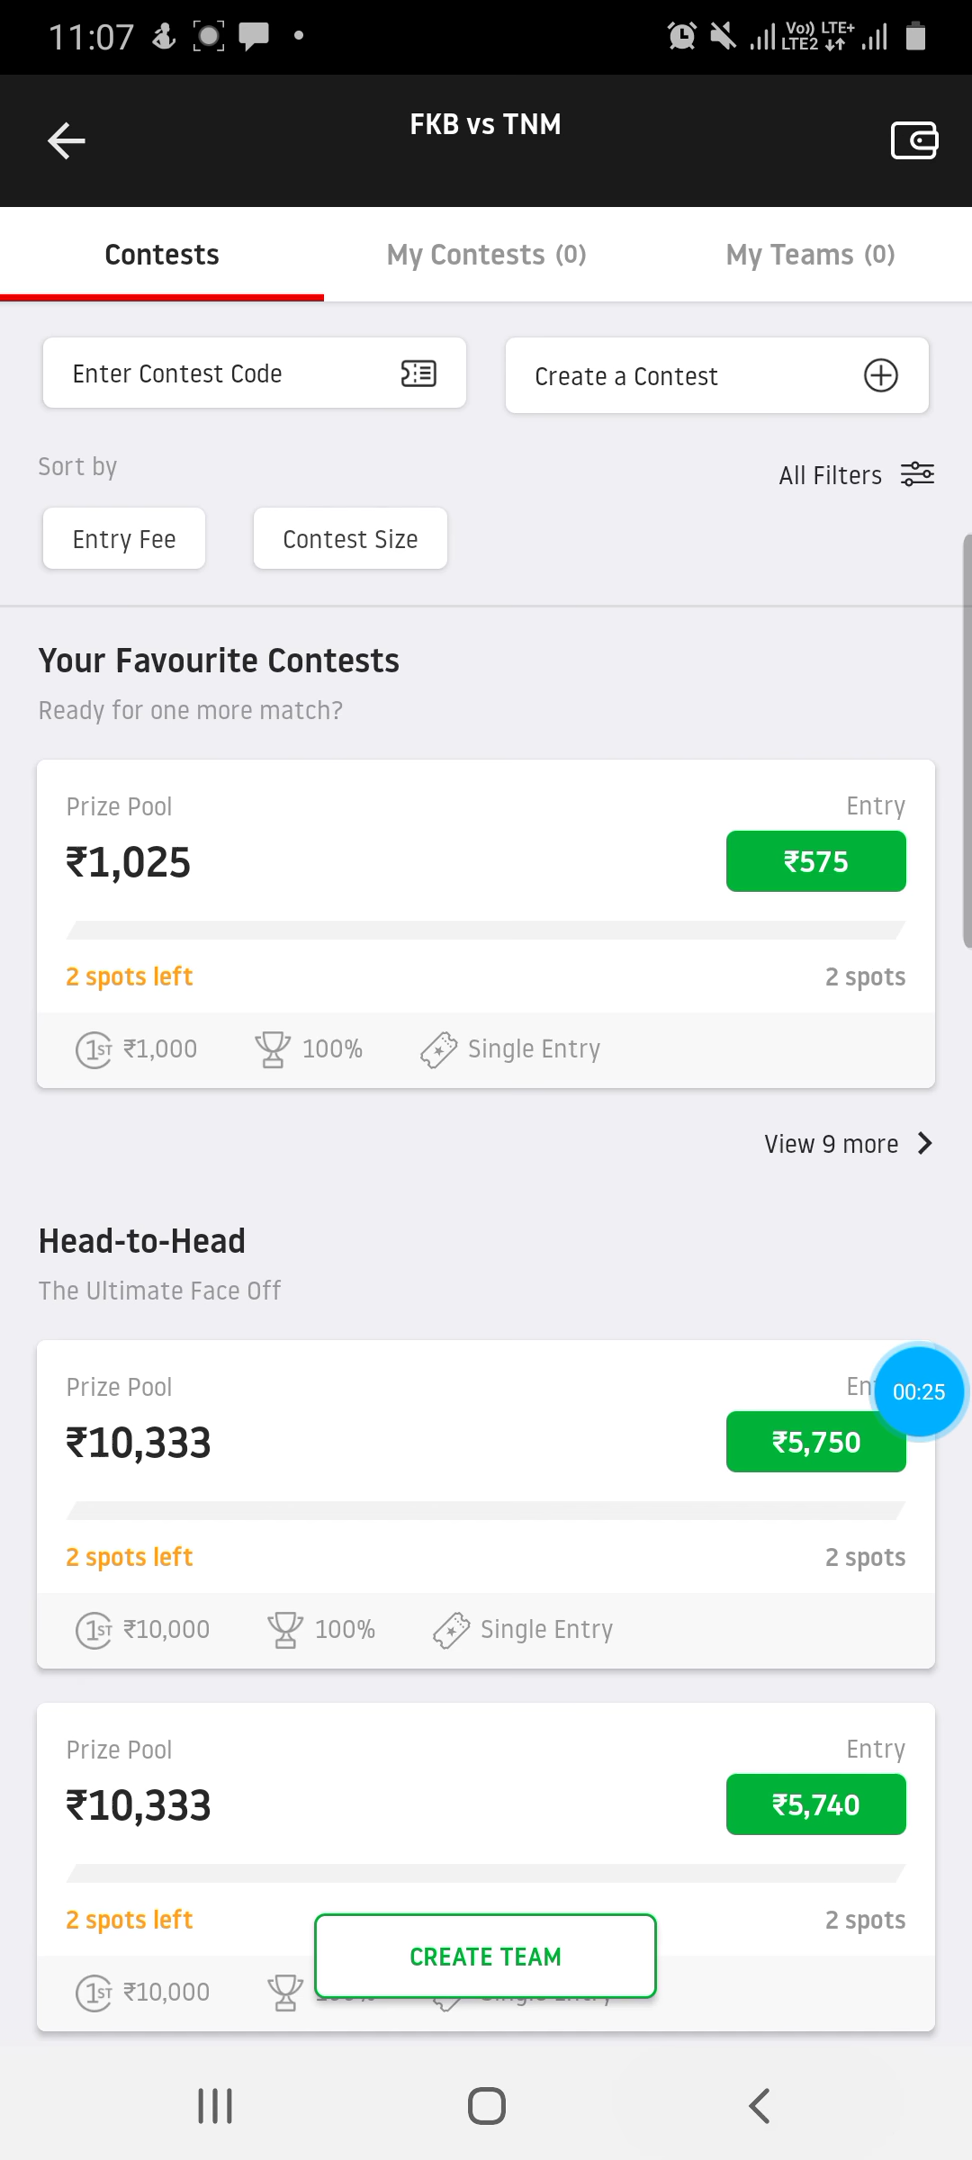 11:07
Vo)) LTE+
LTE2
FKB vs TNM
Contests
My Contests (0)
My Teams (0)
Enter Contest Code
Create a Contest
Sort by
All Filters
Entry Fee
Contest Size
Your Favourite Contests
Ready for one more match?
Prize Pool
Entry
₹1,025
₹575
2 spots left
2 spots
1ST ₹1,000
100%
Single Entry
View 9 more
Head-to-Head
The Ultimate Face Off
Prize Pool
00:25
₹10,333
₹5,750
2 spots left
2 spots
1ST ₹10,000
100%
Single Entry
Prize Pool
Entry
₹10,333
₹5,740
2 spots left
2 spots
CREATE TEAM
1ST ₹10,000